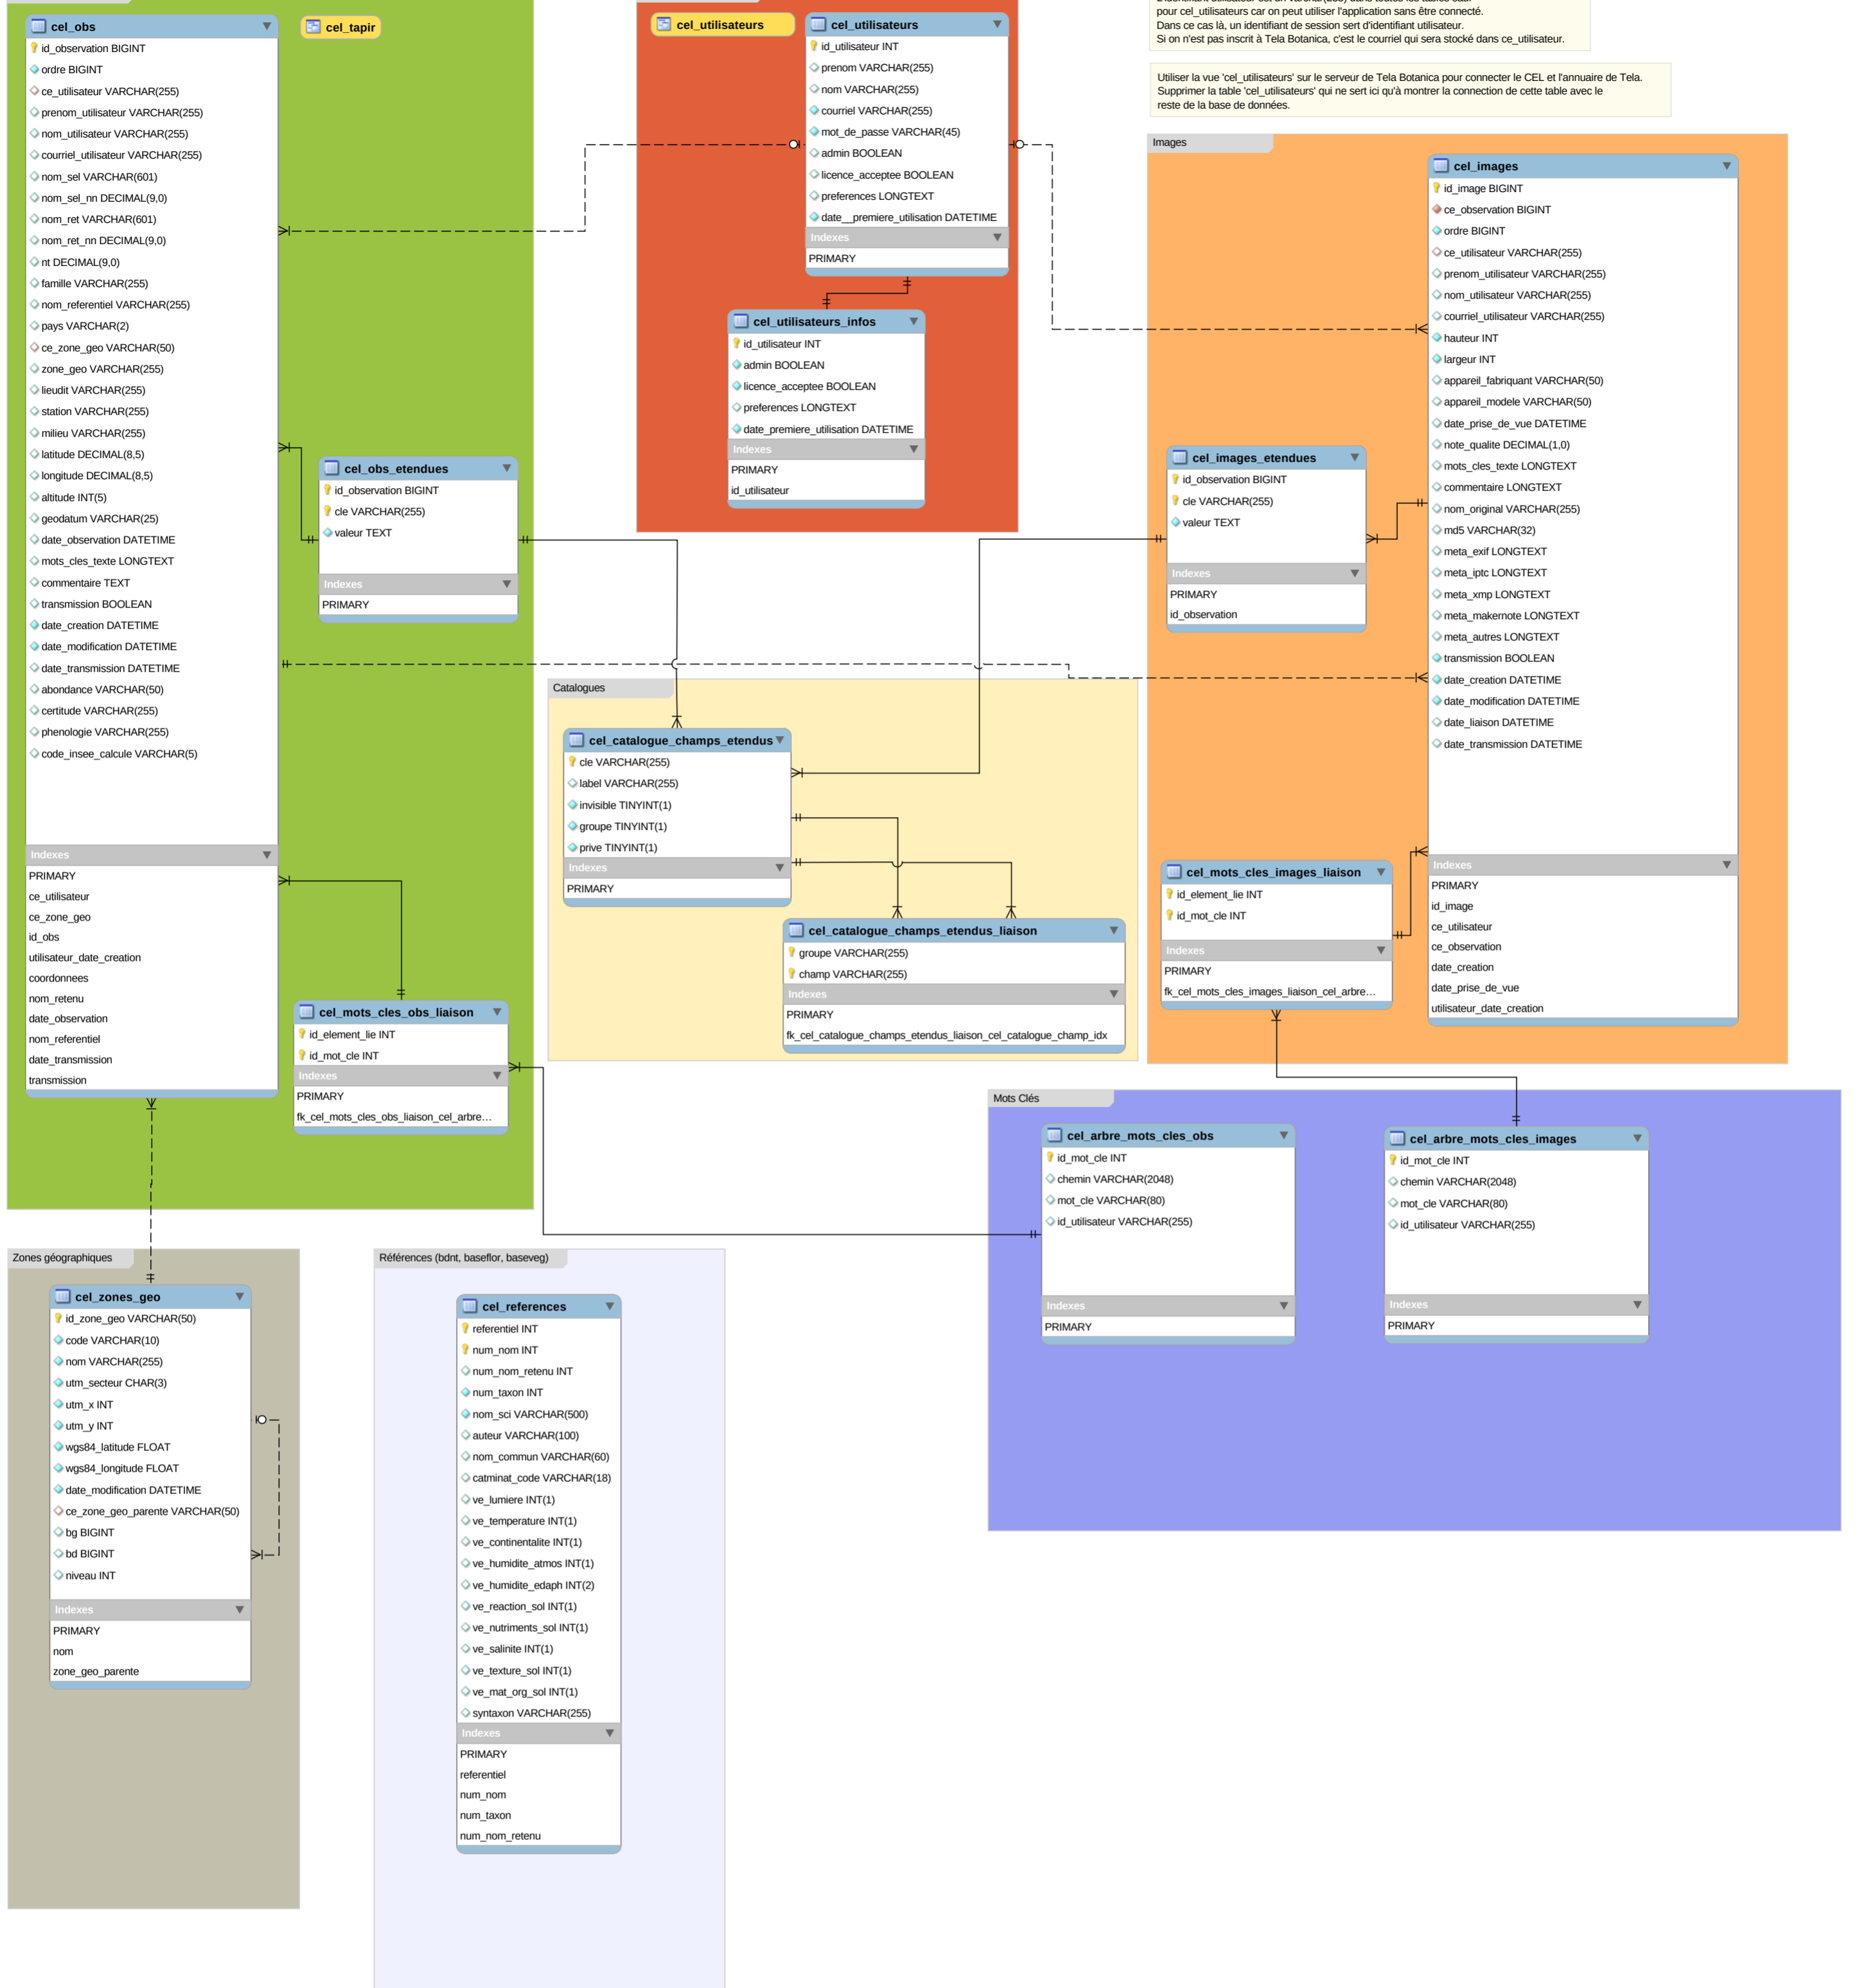 cel_obs
id_observation BIGINT
ordre BIGINT
ce_utilisateur VARCHAR(255)
prenom_utilisateur VARCHAR(255)
nom_utilisateur VARCHAR(255)
courriel_utilisateur VARCHAR(255)
nom_sel VARCHAR(601)
nom_sel_nn DECIMAL(9,0)
nom_ret VARCHAR(601)
nom_ret_nn DECIMAL(9,0)
nt DECIMAL(9,0)
famille VARCHAR(255)
nom_referentiel VARCHAR(255)
pays VARCHAR(2)
ce_zone_geo VARCHAR(50)
zone_geo VARCHAR(255)
lieudit VARCHAR(255)
station VARCHAR(255)
milieu VARCHAR(255)
latitude DECIMAL(8,5)
longitude DECIMAL(8,5)
altitude INT(5)
geodatum VARCHAR(25)
date_observation DATETIME
mots_cles_texte LONGTEXT
commentaire TEXT
transmission BOOLEAN
date_creation DATETIME
date_modification DATETIME
date_transmission DATETIME
abondance VARCHAR(50)
certitude VARCHAR(255)
phenologie VARCHAR(255)
code_insee_calcule VARCHAR(5)
Indexes
PRIMARY
ce_utilisateur
ce_zone_geo
id_obs
utilisateur_date_creation
coordonnees
nom_retenu
date_observation
nom_referentiel
date_transmission
transmission
cel_tapir
cel_obs_etendues
id_observation BIGINT
cle VARCHAR(255)
valeur TEXT
Indexes
PRIMARY
cel_mots_cles_obs_liaison
id_element_lie INT
id_mot_cle INT
Indexes
PRIMARY
fk_cel_mots_cles_obs_liaison_cel_arbre…
cel_utilisateurs
cel_utilisateurs
id_utilisateur INT
prenom VARCHAR(255)
nom VARCHAR(255)
courriel VARCHAR(255)
mot_de_passe VARCHAR(45)
admin BOOLEAN
licence_acceptee BOOLEAN
preferences LONGTEXT
date__premiere_utilisation DATETIME
Indexes
PRIMARY
cel_utilisateurs_infos
id_utilisateur INT
admin BOOLEAN
licence_acceptee BOOLEAN
preferences LONGTEXT
date_premiere_utilisation DATETIME
Indexes
PRIMARY
id_utilisateur
pour cel_utilisateurs car on peut utiliser l'application sans être connecté.
Dans ce cas là, un identifiant de session sert d'identifiant utilisateur.
Si on n'est pas inscrit à Tela Botanica, c'est le courriel qui sera stocké dans ce_utilisateur.
Utiliser la vue 'cel_utilisateurs' sur le serveur de Tela Botanica pour connecter le CEL et l'annuaire de Tela.
Supprimer la table 'cel_utilisateurs' qui ne sert ici qu'à montrer la connection de cette table avec le
reste de la base de données.
Images
cel_images
id_image BIGINT
ce_observation BIGINT
ordre BIGINT
ce_utilisateur VARCHAR(255)
prenom_utilisateur VARCHAR(255)
nom_utilisateur VARCHAR(255)
courriel_utilisateur VARCHAR(255)
hauteur INT
largeur INT
appareil_fabriquant VARCHAR(50)
appareil_modele VARCHAR(50)
date_prise_de_vue DATETIME
note_qualite DECIMAL(1,0)
mots_cles_texte LONGTEXT
commentaire LONGTEXT
nom_original VARCHAR(255)
md5 VARCHAR(32)
meta_exif LONGTEXT
meta_iptc LONGTEXT
meta_xmp LONGTEXT
meta_makernote LONGTEXT
meta_autres LONGTEXT
transmission BOOLEAN
date_creation DATETIME
date_modification DATETIME
date_liaison DATETIME
date_transmission DATETIME
Indexes
PRIMARY
id_image
ce_utilisateur
ce_observation
date_creation
date_prise_de_vue
utilisateur_date_creation
cel_images_etendues
id_observation BIGINT
cle VARCHAR(255)
valeur TEXT
Indexes
PRIMARY
id_observation
cel_mots_cles_images_liaison
id_element_lie INT
id_mot_cle INT
Indexes
PRIMARY
fk_cel_mots_cles_images_liaison_cel_arbre…
Catalogues
cel_catalogue_champs_etendus
cle VARCHAR(255)
label VARCHAR(255)
invisible TINYINT(1)
groupe TINYINT(1)
prive TINYINT(1)
Indexes
PRIMARY
cel_catalogue_champs_etendus_liaison
groupe VARCHAR(255)
champ VARCHAR(255)
Indexes
PRIMARY
fk_cel_catalogue_champs_etendus_liaison_cel_catalogue_champ_idx
Mots Clés
cel_arbre_mots_cles_obs
id_mot_cle INT
chemin VARCHAR(2048)
mot_cle VARCHAR(80)
id_utilisateur VARCHAR(255)
Indexes
PRIMARY
cel_arbre_mots_cles_images
id_mot_cle INT
chemin VARCHAR(2048)
mot_cle VARCHAR(80)
id_utilisateur VARCHAR(255)
Indexes
PRIMARY
Zones géographiques
cel_zones_geo
id_zone_geo VARCHAR(50)
code VARCHAR(10)
nom VARCHAR(255)
utm_secteur CHAR(3)
utm_x INT
utm_y INT
wgs84_latitude FLOAT
wgs84_longitude FLOAT
date_modification DATETIME
ce_zone_geo_parente VARCHAR(50)
bg BIGINT
bd BIGINT
niveau INT
Indexes
PRIMARY
nom
zone_geo_parente
Références (bdnt, baseflor, baseveg)
cel_references
referentiel INT
num_nom INT
num_nom_retenu INT
num_taxon INT
nom_sci VARCHAR(500)
auteur VARCHAR(100)
nom_commun VARCHAR(60)
catminat_code VARCHAR(18)
ve_lumiere INT(1)
ve_temperature INT(1)
ve_continentalite INT(1)
ve_humidite_atmos INT(1)
ve_humidite_edaph INT(2)
ve_reaction_sol INT(1)
ve_nutriments_sol INT(1)
ve_salinite INT(1)
ve_texture_sol INT(1)
ve_mat_org_sol INT(1)
syntaxon VARCHAR(255)
Indexes
PRIMARY
referentiel
num_nom
num_taxon
num_nom_retenu